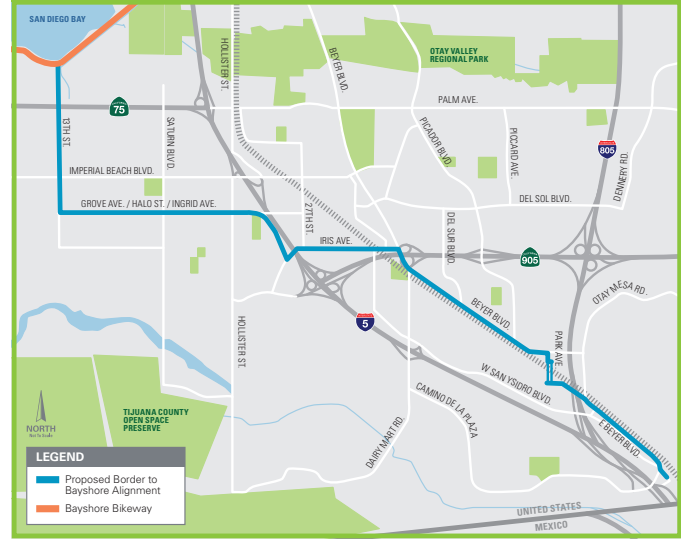 SAN DIEGO BAY
HOLLISTER ST.
BEYER BLVD.
OTAY VALLEY
REGIONAL PARK
75
13TH ST.
SATURN BLVD.
PALM AVE.
PICADOR BLVD.
PICCARD AVE.
805
DENNERY RD.
IMPERIAL BEACH BLVD.
GROVE AVE. / HALO ST. / INGRID AVE.
27TH ST.
DEL SOL BLVD.
IRIS AVE.
DEL SUR BLVD.
905
OTAY MESA RD.
HOLLISTER ST.
5
BEYER BLVD.
PARK AVE
W. SAN YSIDRO BLVD.
CAMINO DE LA PLAZA
DAIRY MART RD.
E BEYER BLVD.
TIJUANA COUNTY
OPEN SPACE
PRESERVE
NORTH
Not To Scale
LEGEND
Proposed Border to
Bayshore Alignment
Bayshore Bikeway
UNITED STATES
MEXICO